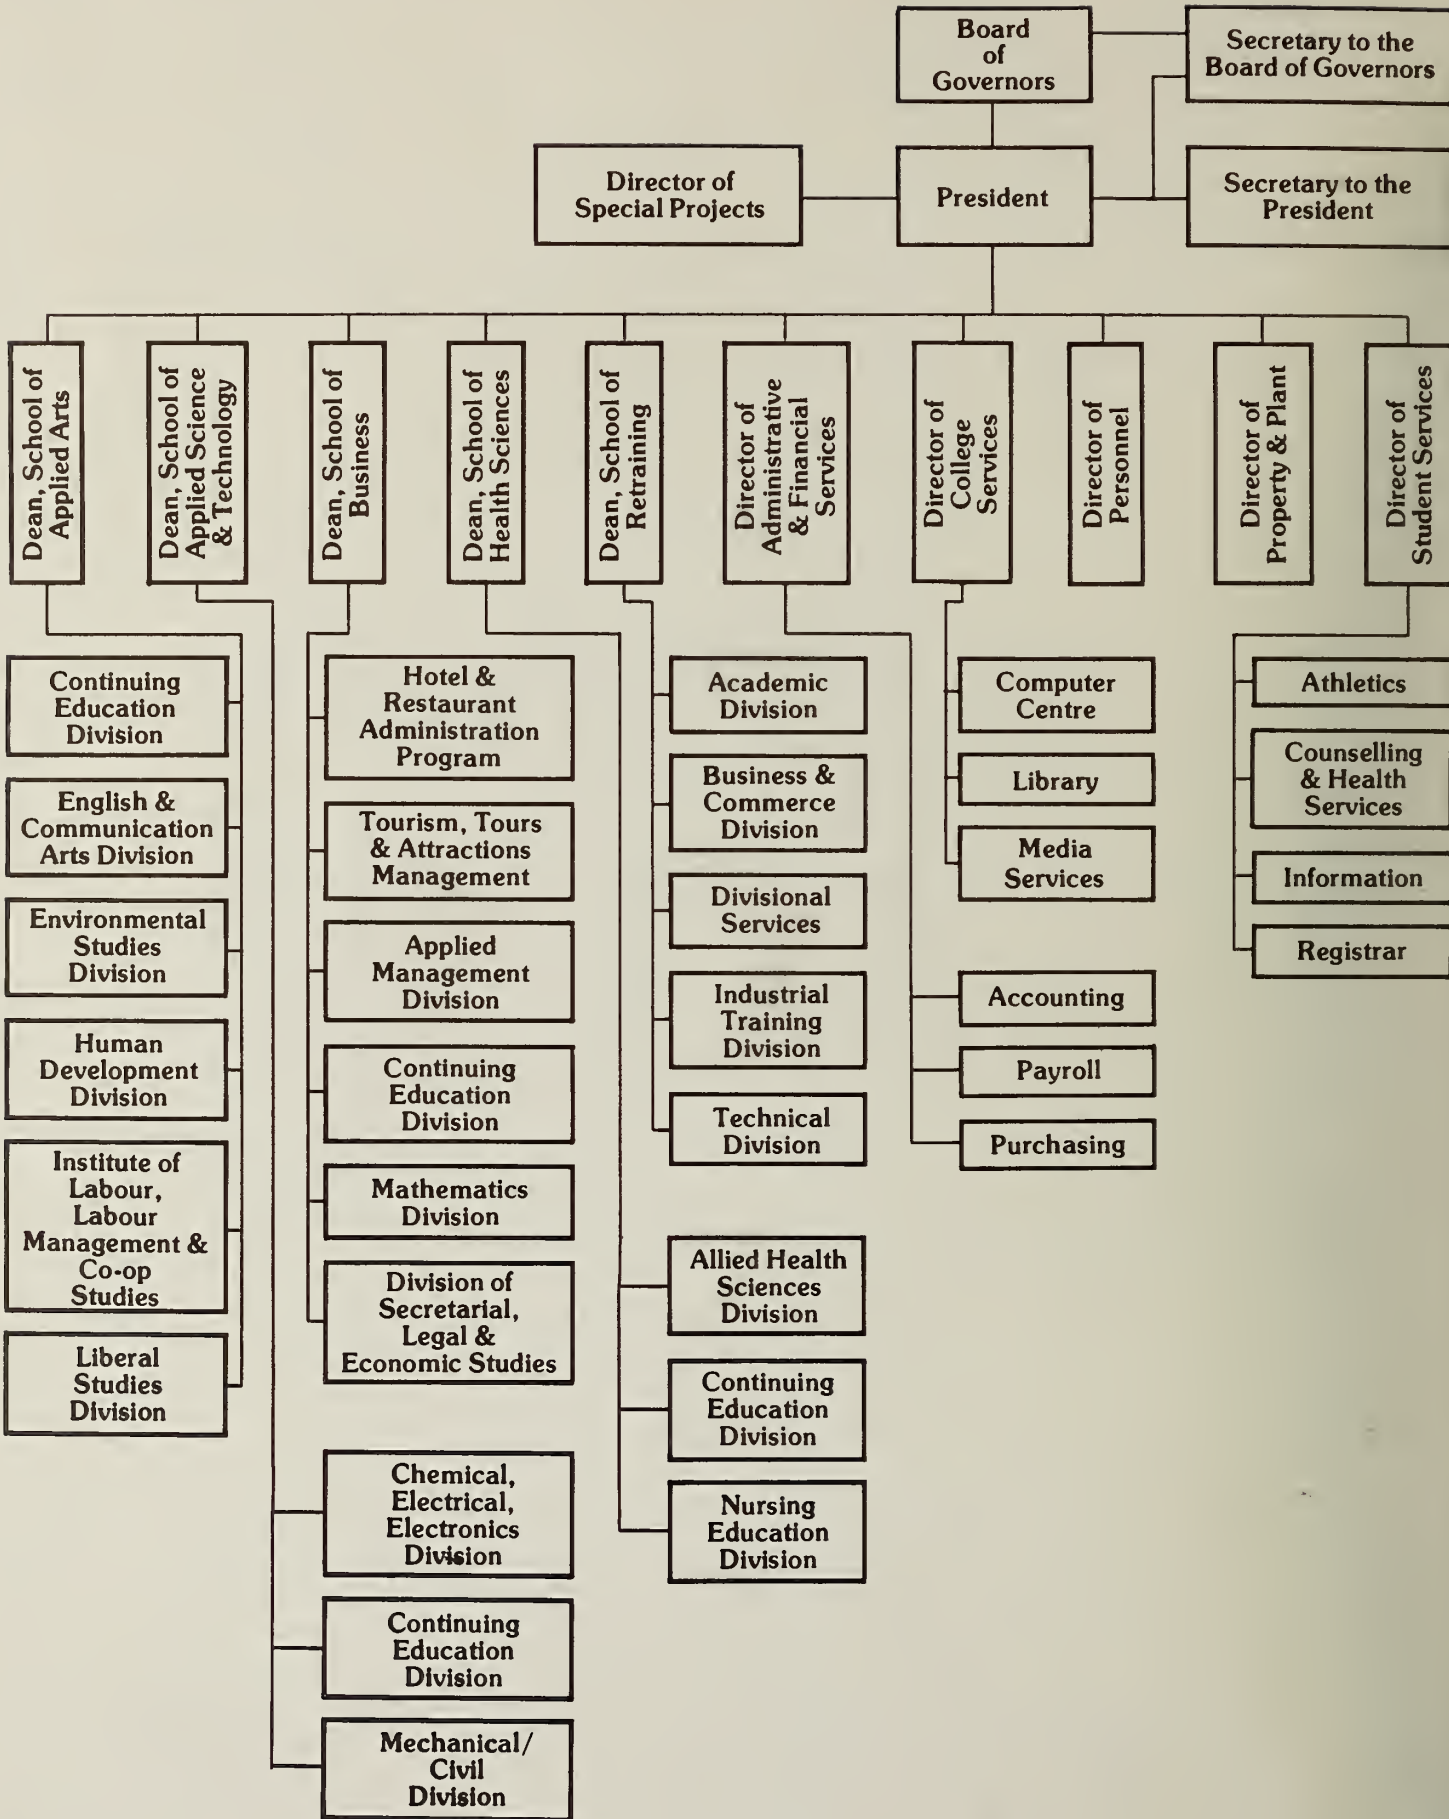 Board
of
Governors
Secretary to the
Board of Governors
Director of
Special Projects
President
Secretary to the
President
Dean, School of
Applied Arts
Dean, School of
Applied Science
& Technology
Dean, School of
Business
Dean, School of
Health Sciences
Dean, School of
Retraining
Director of
Administrative
& Financial
Services
Director of
College
Services
Director of
Personnel
Director of
Property & Plant
Director of
Student Services
Continuing
Education
Division
English &
Communication
Arts Division
Environmental
Studies
Division
Human
Development
Division
Institute of
Labour,
Labour
Management &
Co-op
Studies
Liberal
Studies
Division
Hotel &
Restaurant
Administration
Program
Tourism, Tours
& Attractions
Management
Applied
Management
Division
Continuing
Education
Division
Mathematics
Division
Division of
Secretarial,
Legal &
Economic Studies
Chemical,
Electrical,
Electronics
Division
Continuing
Education
Division
Mechanical/
Civil
Division
Academic
Division
Business &
Commerce
Division
Divisional
Services
Industrial
Training
Division
Technical
Division
Allied Health
Sciences
Division
Continuing
Education
Division
Nursing
Education
Division
Computer
Centre
Library
Media
Services
Accounting
Payroll
Purchasing
Athletics
Counselling
& Health
Services
Information
Registrar